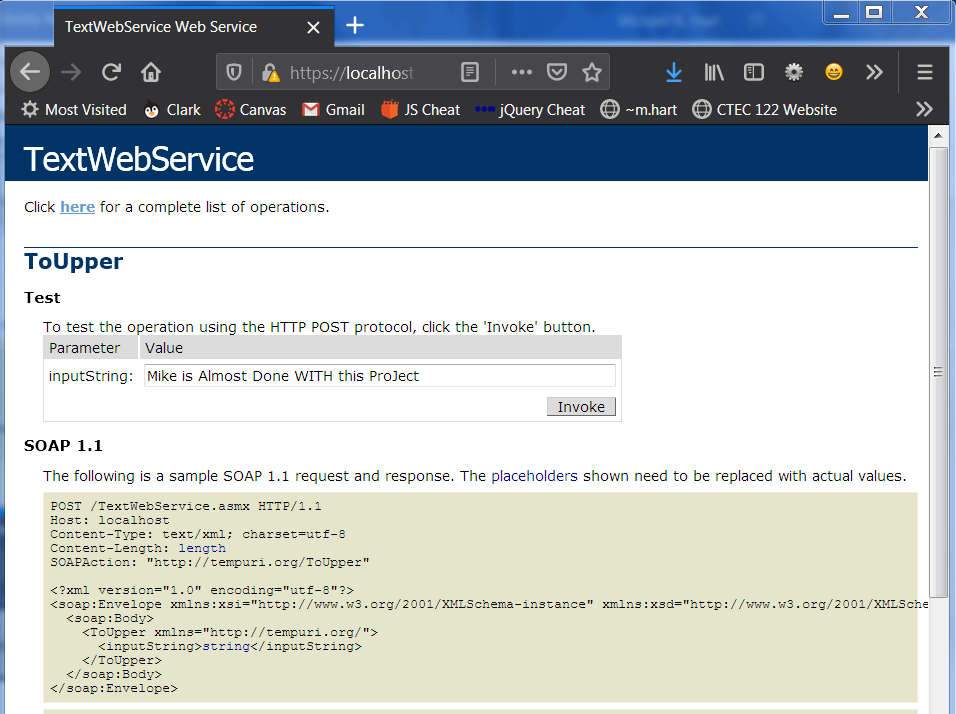 TextWebService Web Service
https://localhost
Most Visited Clark Canvas Gmail JS Cheat jQuery Cheat ~m.hart CTEC 122 Website
TextWebService
Click here for a complete list of operations.
ToUpper
Test
To test the operation using the HTTP POST protocol, click the 'Invoke' button.
Parameter Value
inputString: Mike is Almost Done WITH this ProJect
Invoke
SOAP 1.1
The following is a sample SOAP 1.1 request and response. The placeholders shown need to be replaced with actual values.
POST /TextWebService.asmx HTTP/1.1
Host: localhost
Content-Type: text/xml; charset=utf-8
Content-Length: length
SOAPAction: "http://tempuri.org/ToUpper"
<?xml version="1.0" encoding="utf-8"?>
<soap:Envelope xmlns:xsi="http://www.w3.org/2001/XMLSchema-instance" xmlns:xsd="http://www.w3.org/2001/XMLSche
<soap:Body>
<ToUpper xmlns="http://tempuri.org/">
<inputString>string</inputString>
</ToUpper>
</soap:Body>
</soap:Envelope>